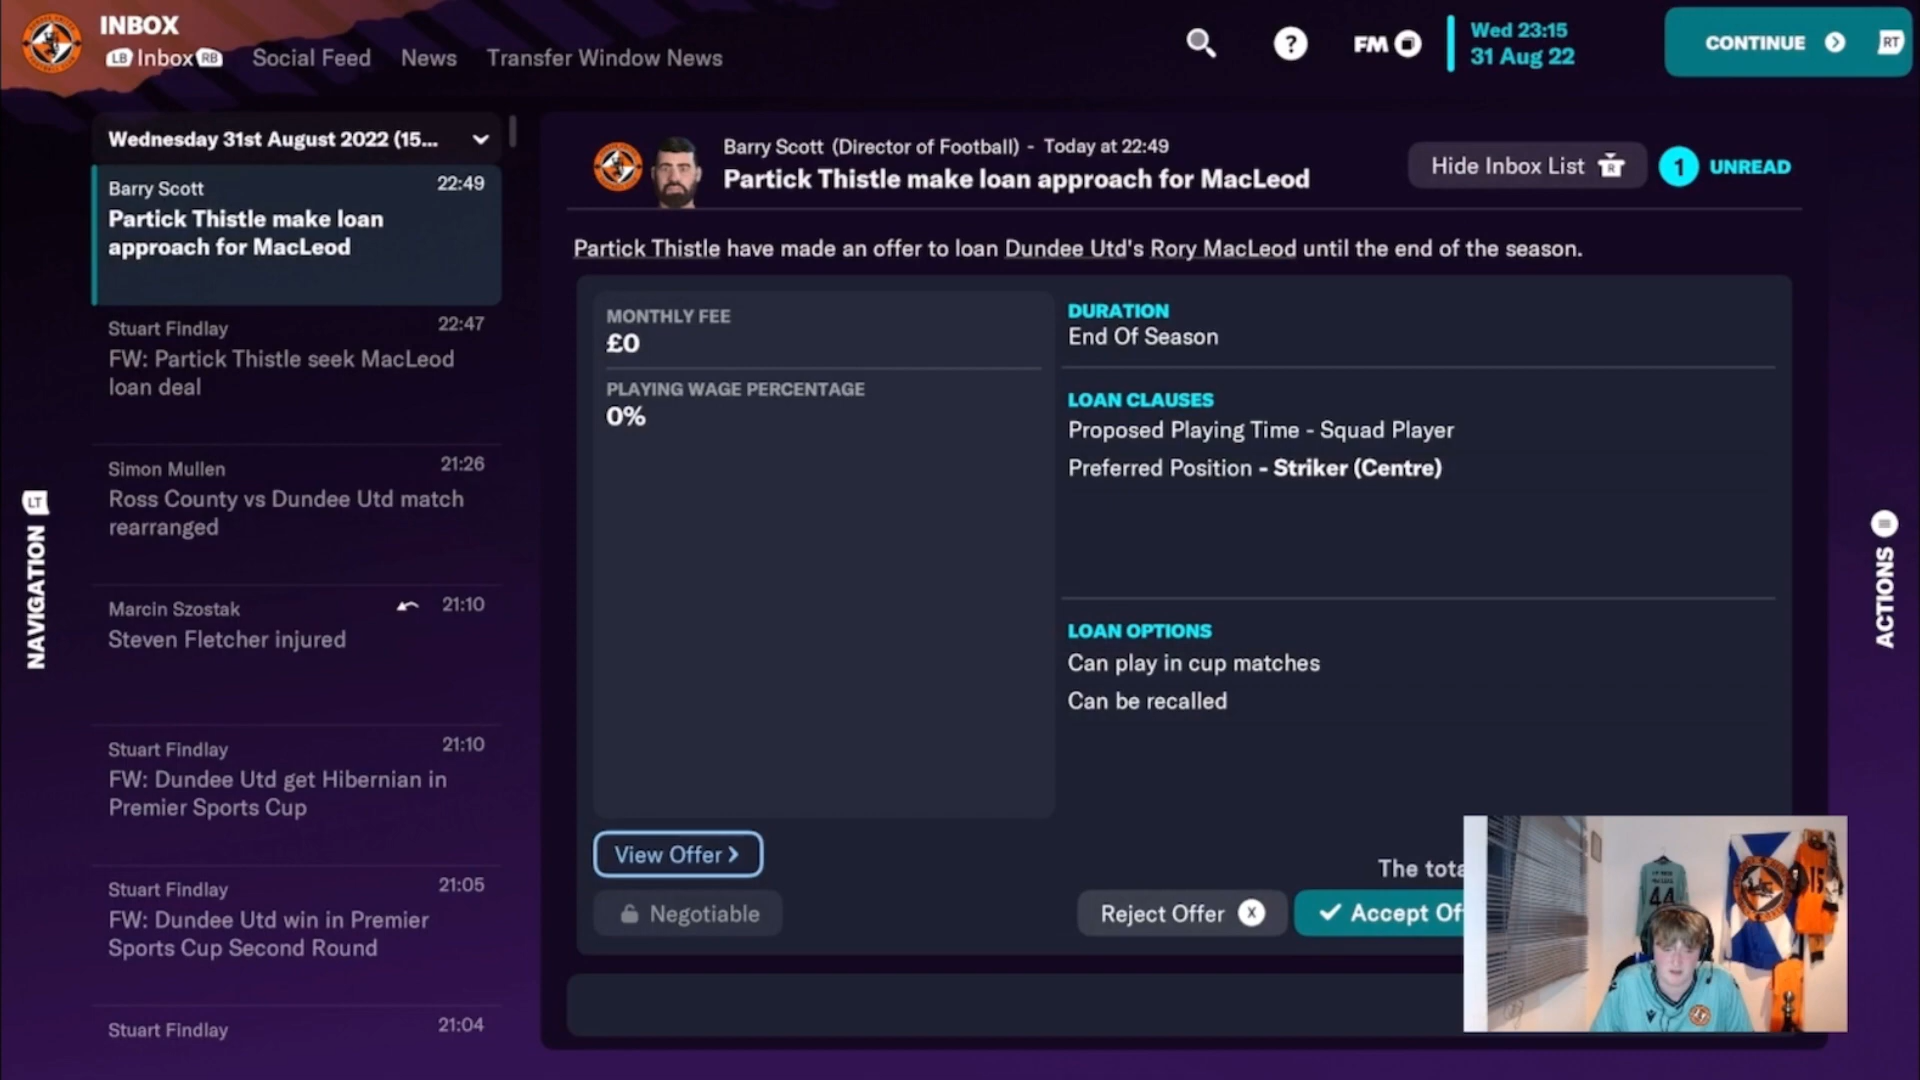 INBOX
LB Inbox RB
Social Feed
News
Transfer Window News
?
FM
Wed 23:15
31 Aug 22
CONTINUE
RT
Wednesday 31st August 2022 (15...
Barry Scott
22:49
Partick Thistle make loan
approach for MacLeod
Stuart Findlay
22:47
FW: Partick Thistle seek MacLeod
loan deal
Simon Mullen
21:26
Ross County vs Dundee Utd match
rearranged
Marcin Szostak
21:10
Steven Fletcher injured
Stuart Findlay
21:10
FW: Dundee Utd get Hibernian in
Premier Sports Cup
Stuart Findlay
21:05
FW: Dundee Utd win in Premier
Sports Cup Second Round
Stuart Findlay
21:04
LT
NAVIGATION
Barry Scott (Director of Football) - Today at 22:49
Partick Thistle make loan approach for MacLeod
Hide Inbox List R
1 UNREAD
Partick Thistle have made an offer to loan Dundee Utd's Rory MacLeod until the end of the season.
MONTHLY FEE
£0
PLAYING WAGE PERCENTAGE
0%
DURATION
End Of Season
LOAN CLAUSES
Proposed Playing Time - Squad Player
Preferred Position - Striker (Centre)
LOAN OPTIONS
Can play in cup matches
Can be recalled
View Offer
Negotiable
The tota
Reject Offer X
Accept Of
44
15
ACTIONS